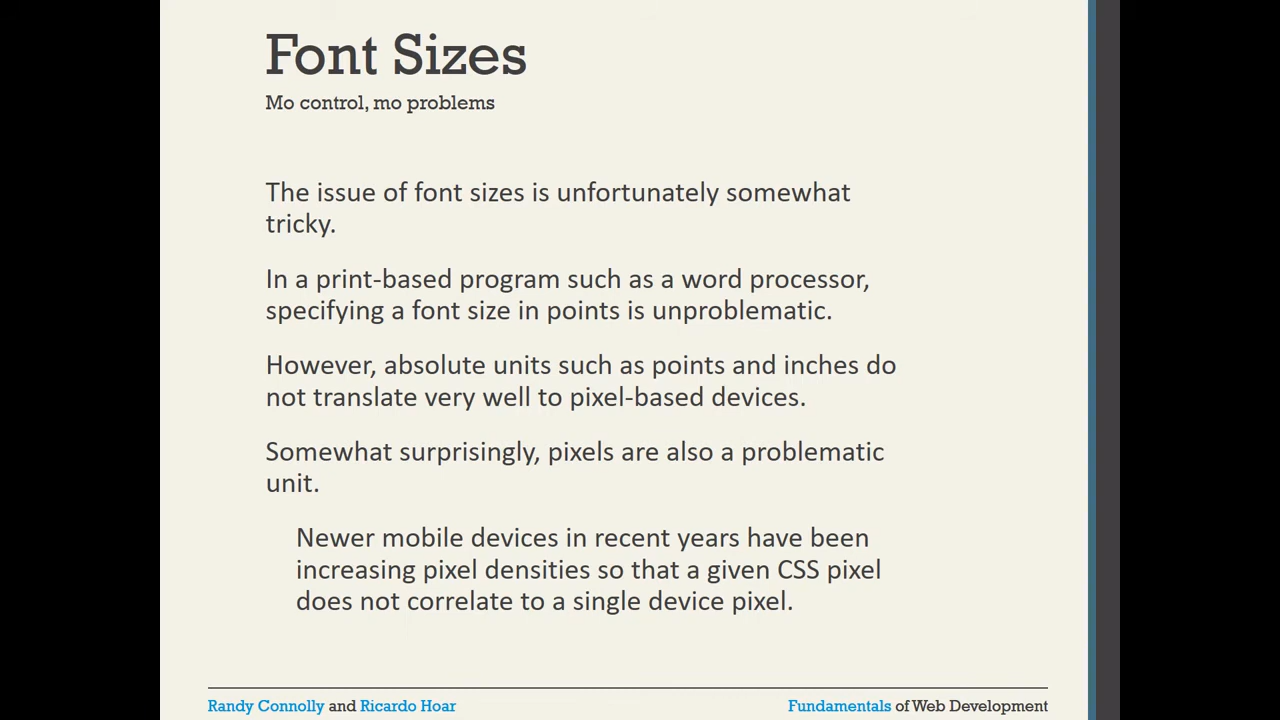 Font Sizes
Mo control, mo problems
The issue of font sizes is unfortunately somewhat
tricky.
In a print-based program such as a word processor,
specifying a font size in points is unproblematic.
However, absolute units such as points and inches do
not translate very well to pixel-based devices.
Somewhat surprisingly, pixels are also a problematic
unit.
Newer mobile devices in recent years have been
increasing pixel densities so that a given CSS pixel
does not correlate to a single device pixel.
Randy Connolly and Ricardo Hoar
Fundamentals of Web Development